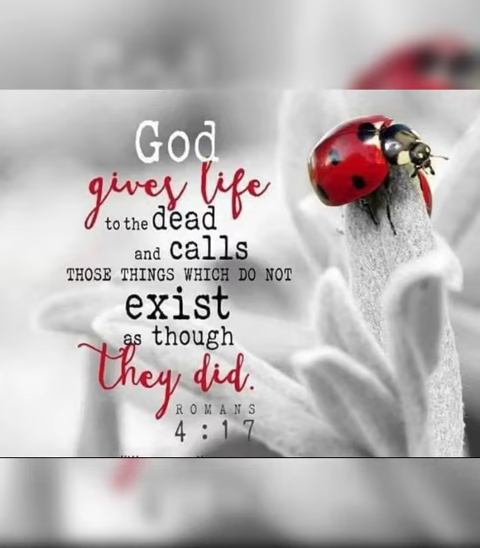 God
gives life
to the dead
and calls
THOSE THINGS WHICH DO NOT
exist
as though
they did.
ROMANS
4:17